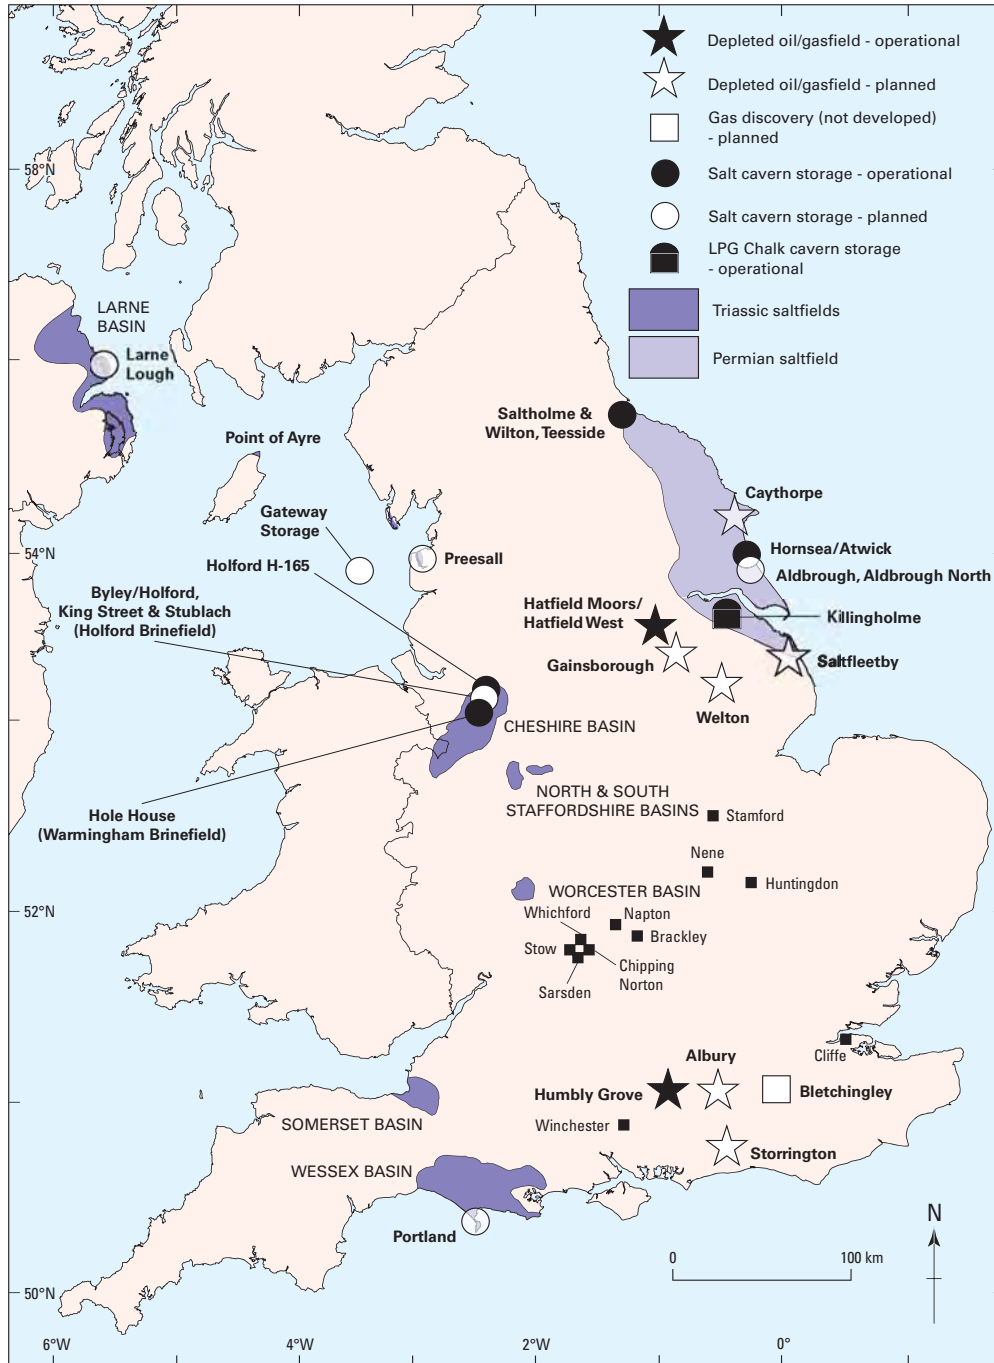 Depleted oil/gasfield - operational
Depleted oil/gasfield - planned
Gas discovery (not developed)
- planned
Salt cavern storage - operational
Salt cavern storage - planned
LPG Chalk cavern storage
- operational
Triassic saltfields
Permian saltfield
58°N
LARNE
BASIN
Larne
Lough
Saltholme &
Wilton, Teesside
Point of Ayre
Caythorpe
Gateway
Storage
54°N
Preesall
Hornsea/Atwick
Holford H-165
Aldbrough, Aldbrough North
Byley/Holford,
King Street & Stublach
(Holford Brinefield)
Hatfield Moors/
Hatfield West
Killingholme
Gainsborough
Saltfleetby
Welton
CHESHIRE BASIN
NORTH & SOUTH
STAFFORDSHIRE BASINS
Hole House
(Warmingham Brinefield)
Stamford
Nene
Huntingdon
52°N
WORCESTER BASIN
Whichford
Napton
Brackley
Stow
Chipping
Norton
Sarsden
Cliffe
Albury
Humbly Grove
Bletchingley
Winchester
SOMERSET BASIN
Storrington
WESSEX BASIN
Portland
N
0
100 km
50°N
6°W
4°W
2°W
0°